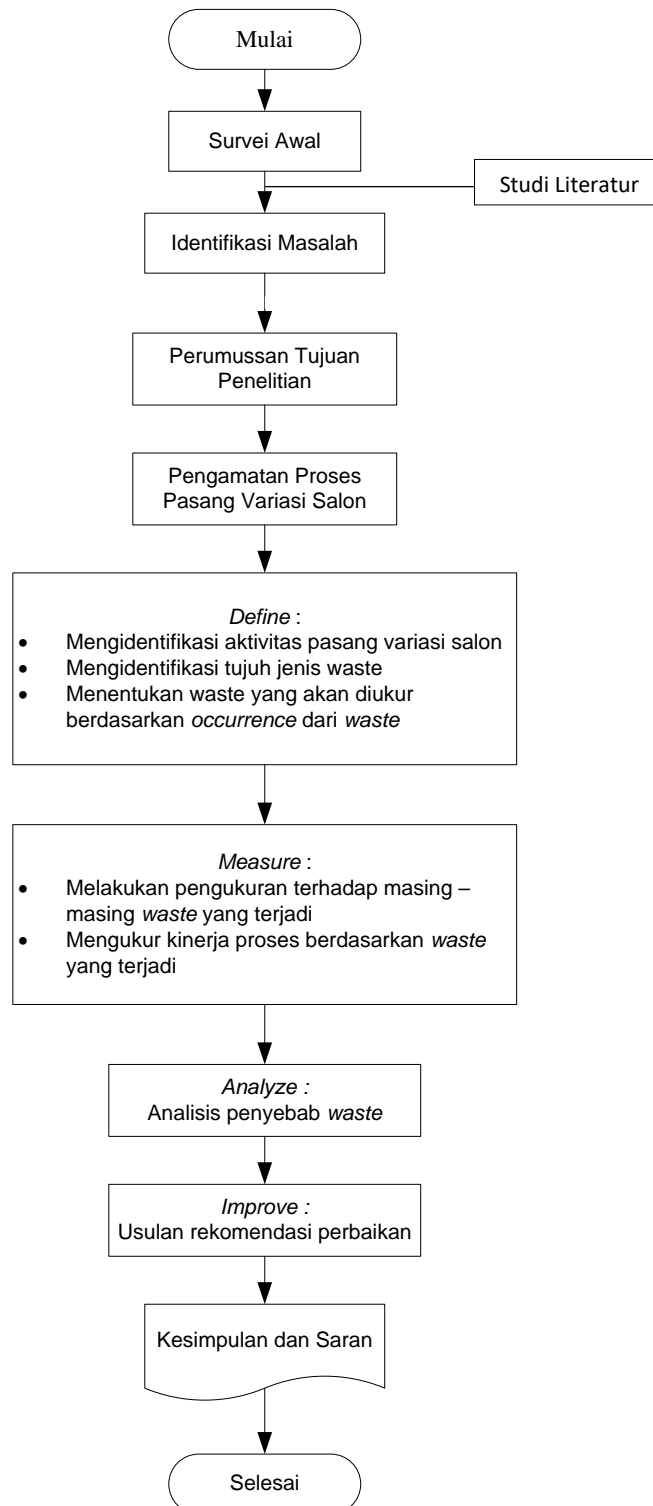 Mulai
Survei Awal
Studi Literatur
Identifikasi Masalah
Perumussan Tujuan
Penelitian
Pengamatan Proses
Pasang Variasi Salon
Define :
• Mengidentifikasi aktivitas pasang variasi salon
• Mengidentifikasi tujuh jenis waste
• Menentukan waste yang akan diukur
berdasarkan occurrence dari waste
Measure :
• Melakukan pengukuran terhadap masing –
masing waste yang terjadi
• Mengukur kinerja proses berdasarkan waste
yang terjadi
Analyze :
Analisis penyebab waste
Improve :
Usulan rekomendasi perbaikan
Kesimpulan dan Saran
Selesai